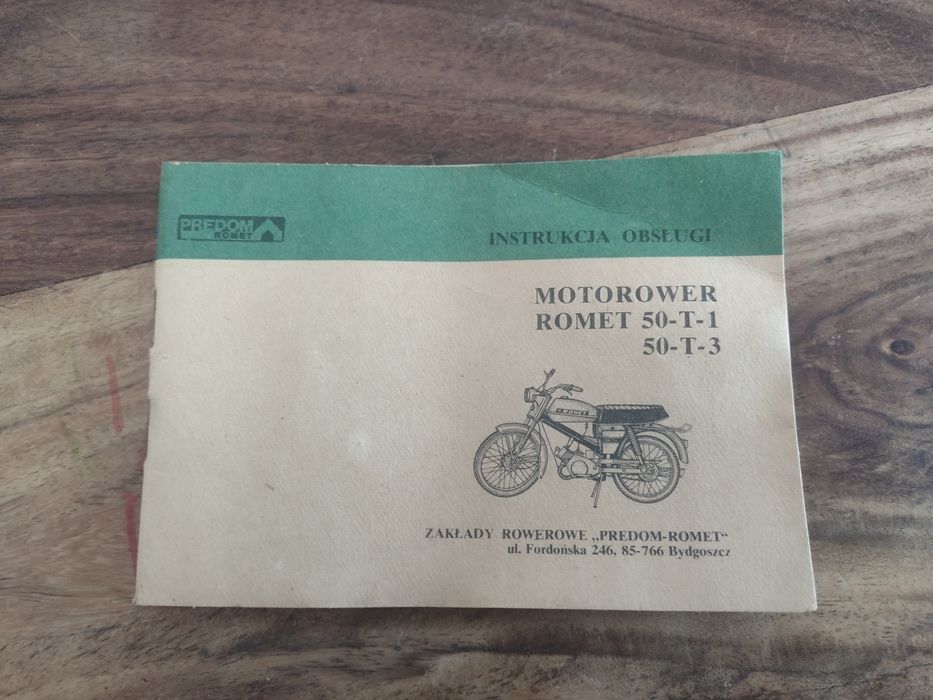 PREDOM
ROMET
INSTRUKCJA OBSŁUGI
MOTOROWER
ROMET 50-T-1
50-T-3
ROMET
ZAKŁADY ROWEROWE „PREDOM-ROMET“
ul. Fordońska 246, 85-766 Bydgoszcz